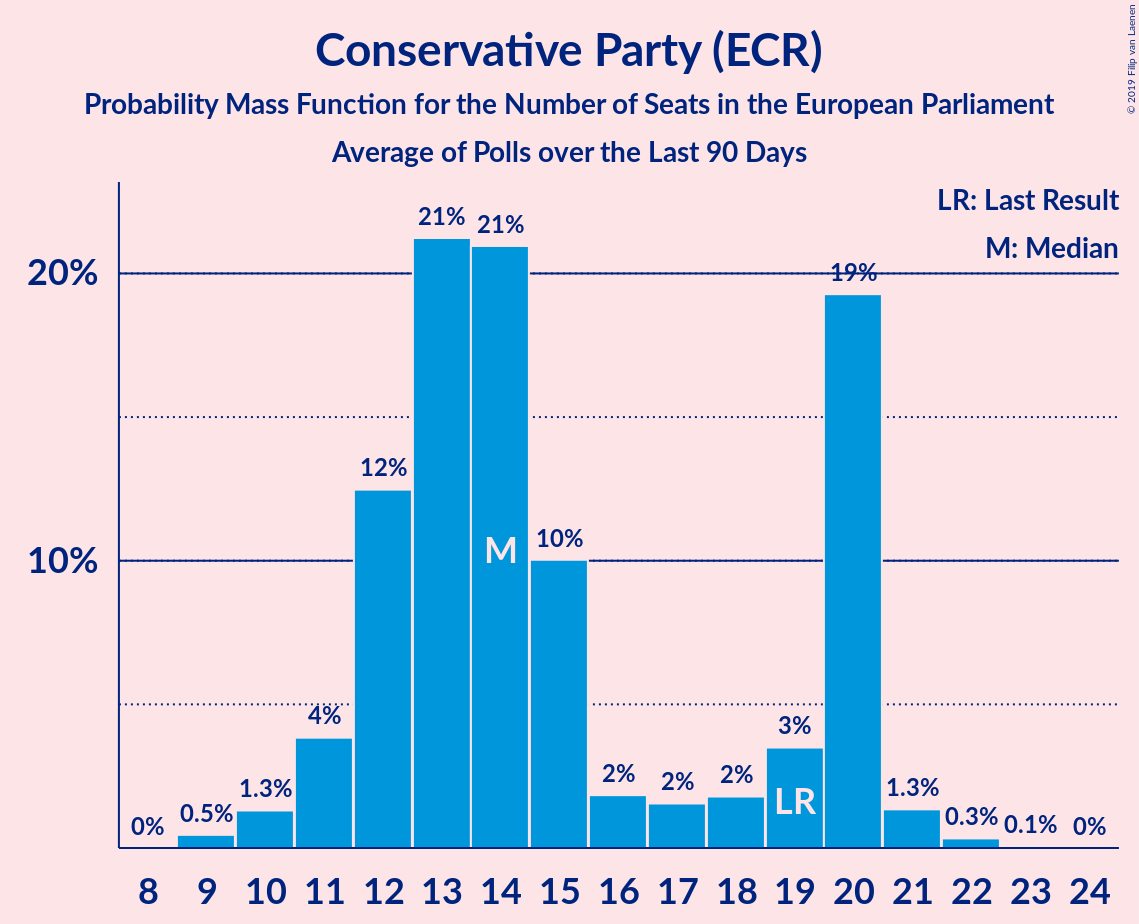 Conservative Party (ECR)
Probability Mass Function for the Number of Seats in the European Parliament
Average of Polls over the Last 90 Days
© 2019 Filip van Laenen
LR: Last Result
M: Median
20%
10%
0% 0.5% 1.3% 4% 12% 21% 21% 10% 2% 2% 2% 3% 19% 1.3% 0.3% 0.1% 0%
M
LR
8 9 10 11 12 13 14 15 16 17 18 19 20 21 22 23 24